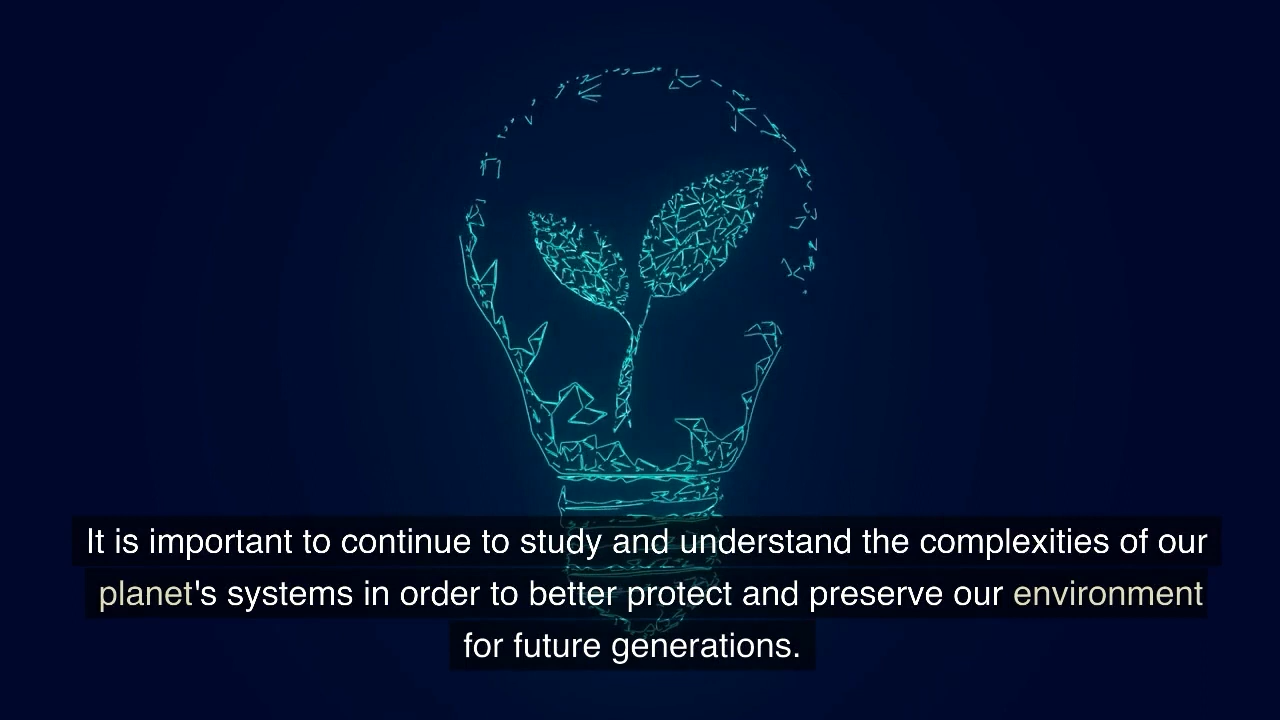 It is important to continue to study and understand the complexities of our
planet's systems in order to better protect and preserve our environment
for future generations.